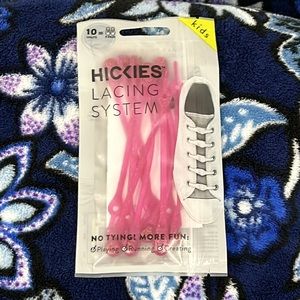 10=
kids
HICKIES
LACING
SYSTEM
NO TYING! MORE FUN!
Playing Running Creating